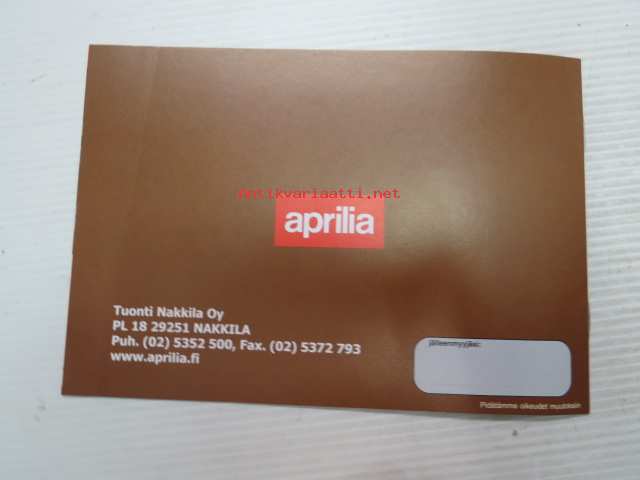 antikvariaatti.net
aprilia
Tuonti Nakkila Oy
PL 18 29251 NAKKILA
Puh. (02) 5352 500, Fax. (02) 5372 793
www.aprilia.fi
jälleenmyyjäsi:
Pidätämme oikeudet muutoksiin